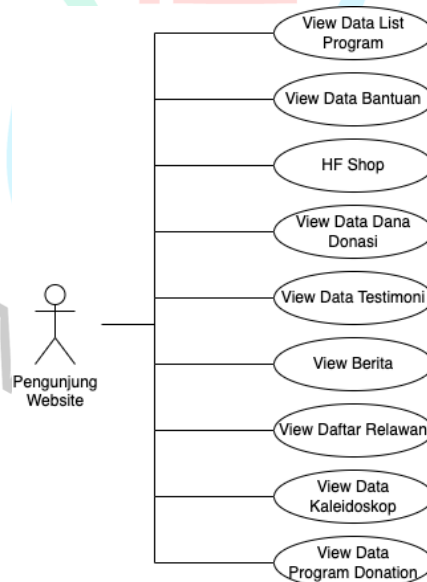 View Data List
Program
View Data Bantuan
HF Shop
View Data Dana
Donasi
View Data Testimoni
Pengunjung
Website
View Berita
View Daftar Relawan
View Data
Kaleidoskop
View Data
Program Donation